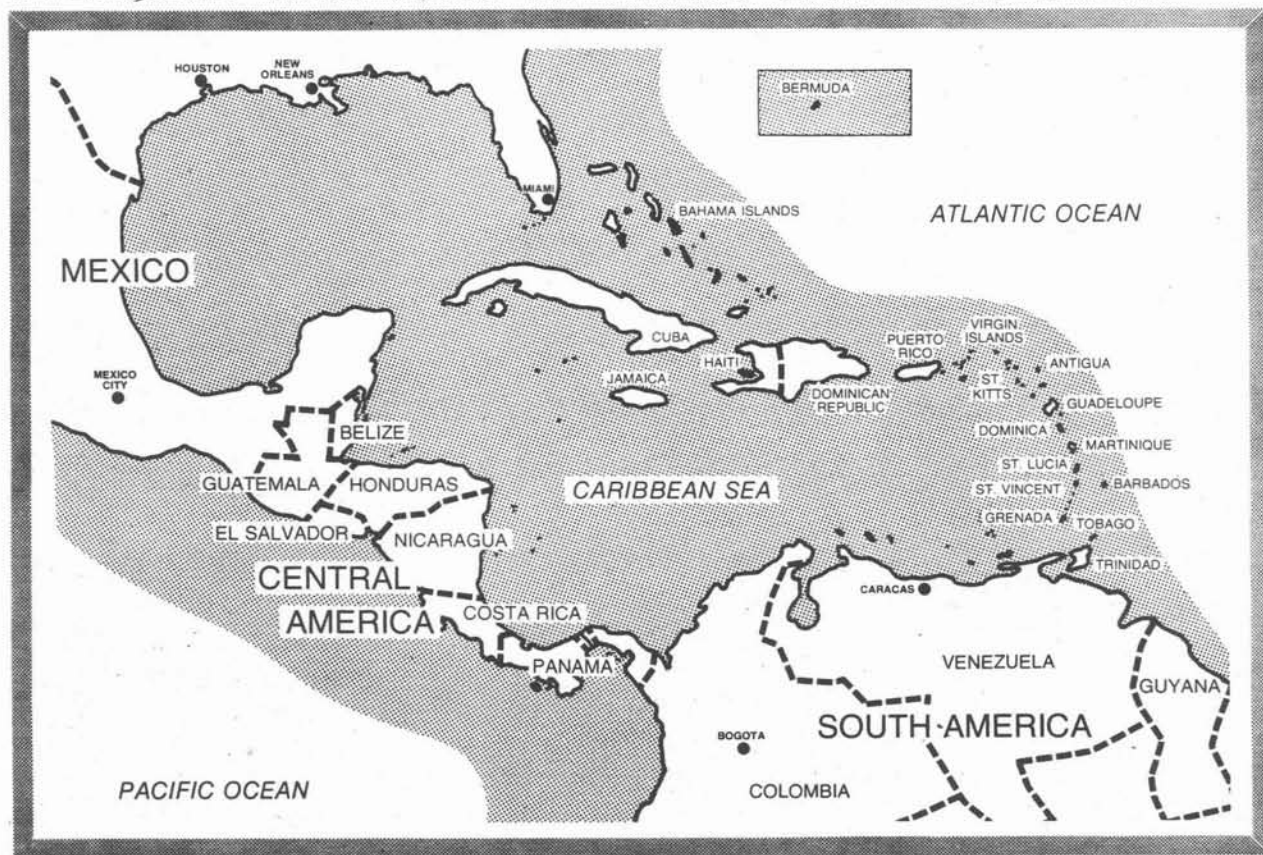 HOUSTON
NEW
ORLEANS
BERMUDA
MIAMI
BAHAMA ISLANDS
ATLANTIC OCEAN
MEXICO
CUBA
PUERTO
RICO
VIRGIN
ISLANDS
HAITI
ANTIGUA
MEXICO
CITY
JAMAICA
DOMINICAN
REPUBLIC
ST.
KITTS
GUADELOUPE
BELIZE
DOMINICA
MARTINIQUE
GUATEMALA
HONDURAS
CARIBBEAN SEA
ST. LUCIA
ST. VINCENT
BARBADOS
EL SALVADOR
NICARAGUA
GRENADA
TOBAGO
TRINIDAD
CENTRAL
AMERICA
COSTA RICA
CARACAS
PANAMA
VENEZUELA
GUYANA
SOUTH AMERICA
BOGOTA
COLOMBIA
PACIFIC OCEAN